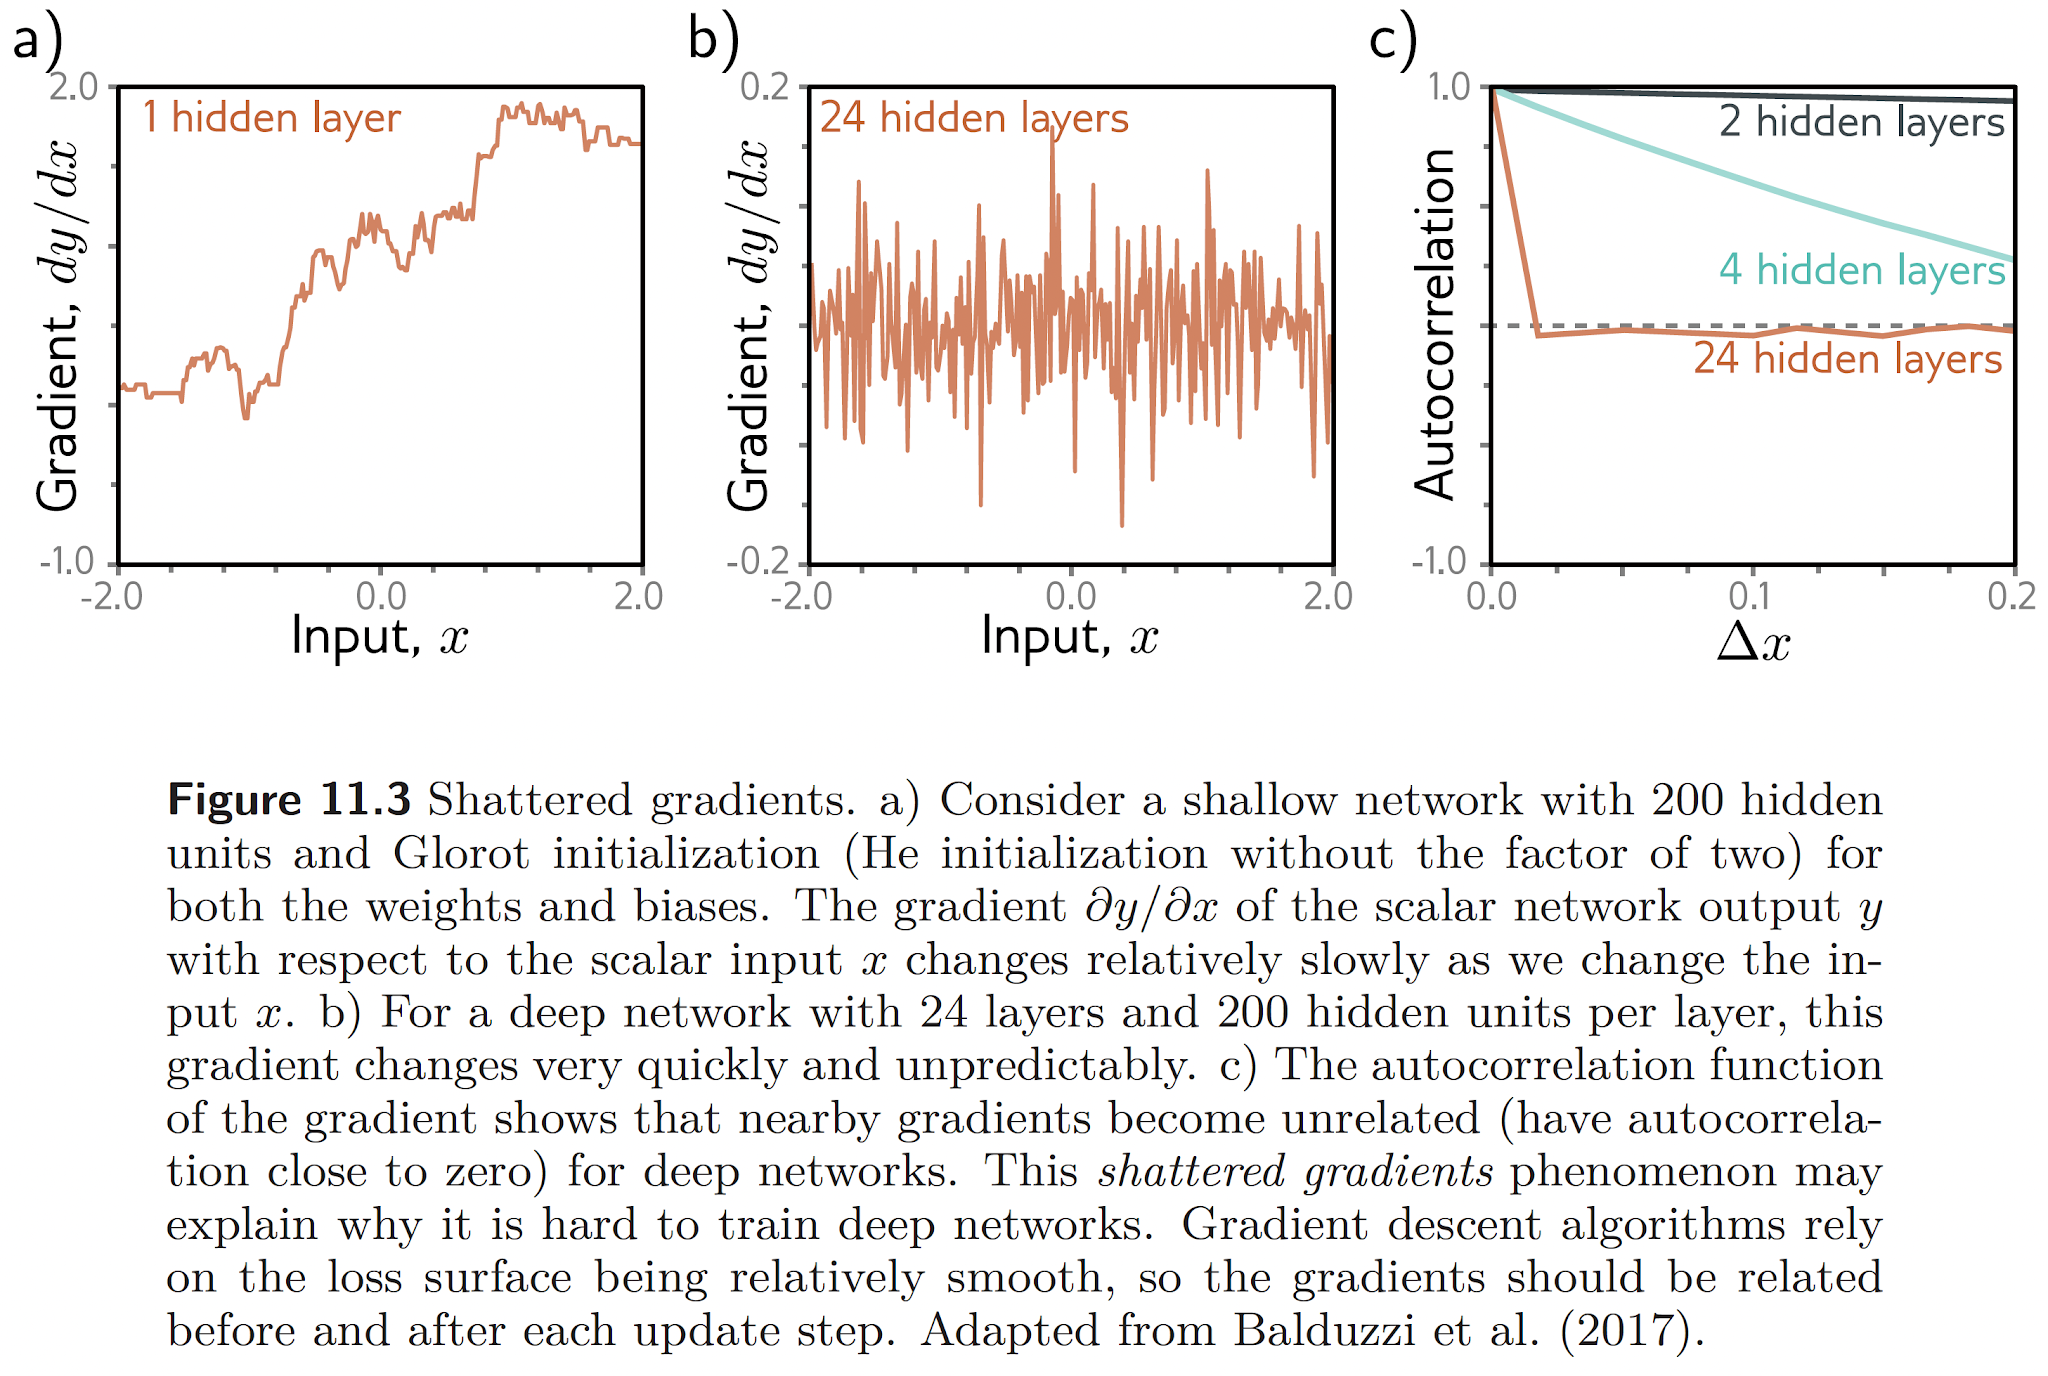 a)
2.0
1 hidden layer
Gradient, dy/dx
-1.0
-2.0 0.0 2.0
Input, x
b)
0.2
24 hidden layers
Gradient, dy/dx
-0.2
-2.0 0.0 2.0
Input, x
c)
1.0
2 hidden layers
4 hidden layers
24 hidden layers
Autocorrelation
-1.0
0.0 0.1 0.2
Δx
Figure 11.3 Shattered gradients. a) Consider a shallow network with 200 hidden
units and Glorot initialization (He initialization without the factor of two) for
both the weights and biases. The gradient ∂y/∂x of the scalar network output y
with respect to the scalar input x changes relatively slowly as we change the in-
put x. b) For a deep network with 24 layers and 200 hidden units per layer, this
gradient changes very quickly and unpredictably. c) The autocorrelation function
of the gradient shows that nearby gradients become unrelated (have autocorrela-
tion close to zero) for deep networks. This shattered gradients phenomenon may
explain why it is hard to train deep networks. Gradient descent algorithms rely
on the loss surface being relatively smooth, so the gradients should be related
before and after each update step. Adapted from Balduzzi et al. (2017).